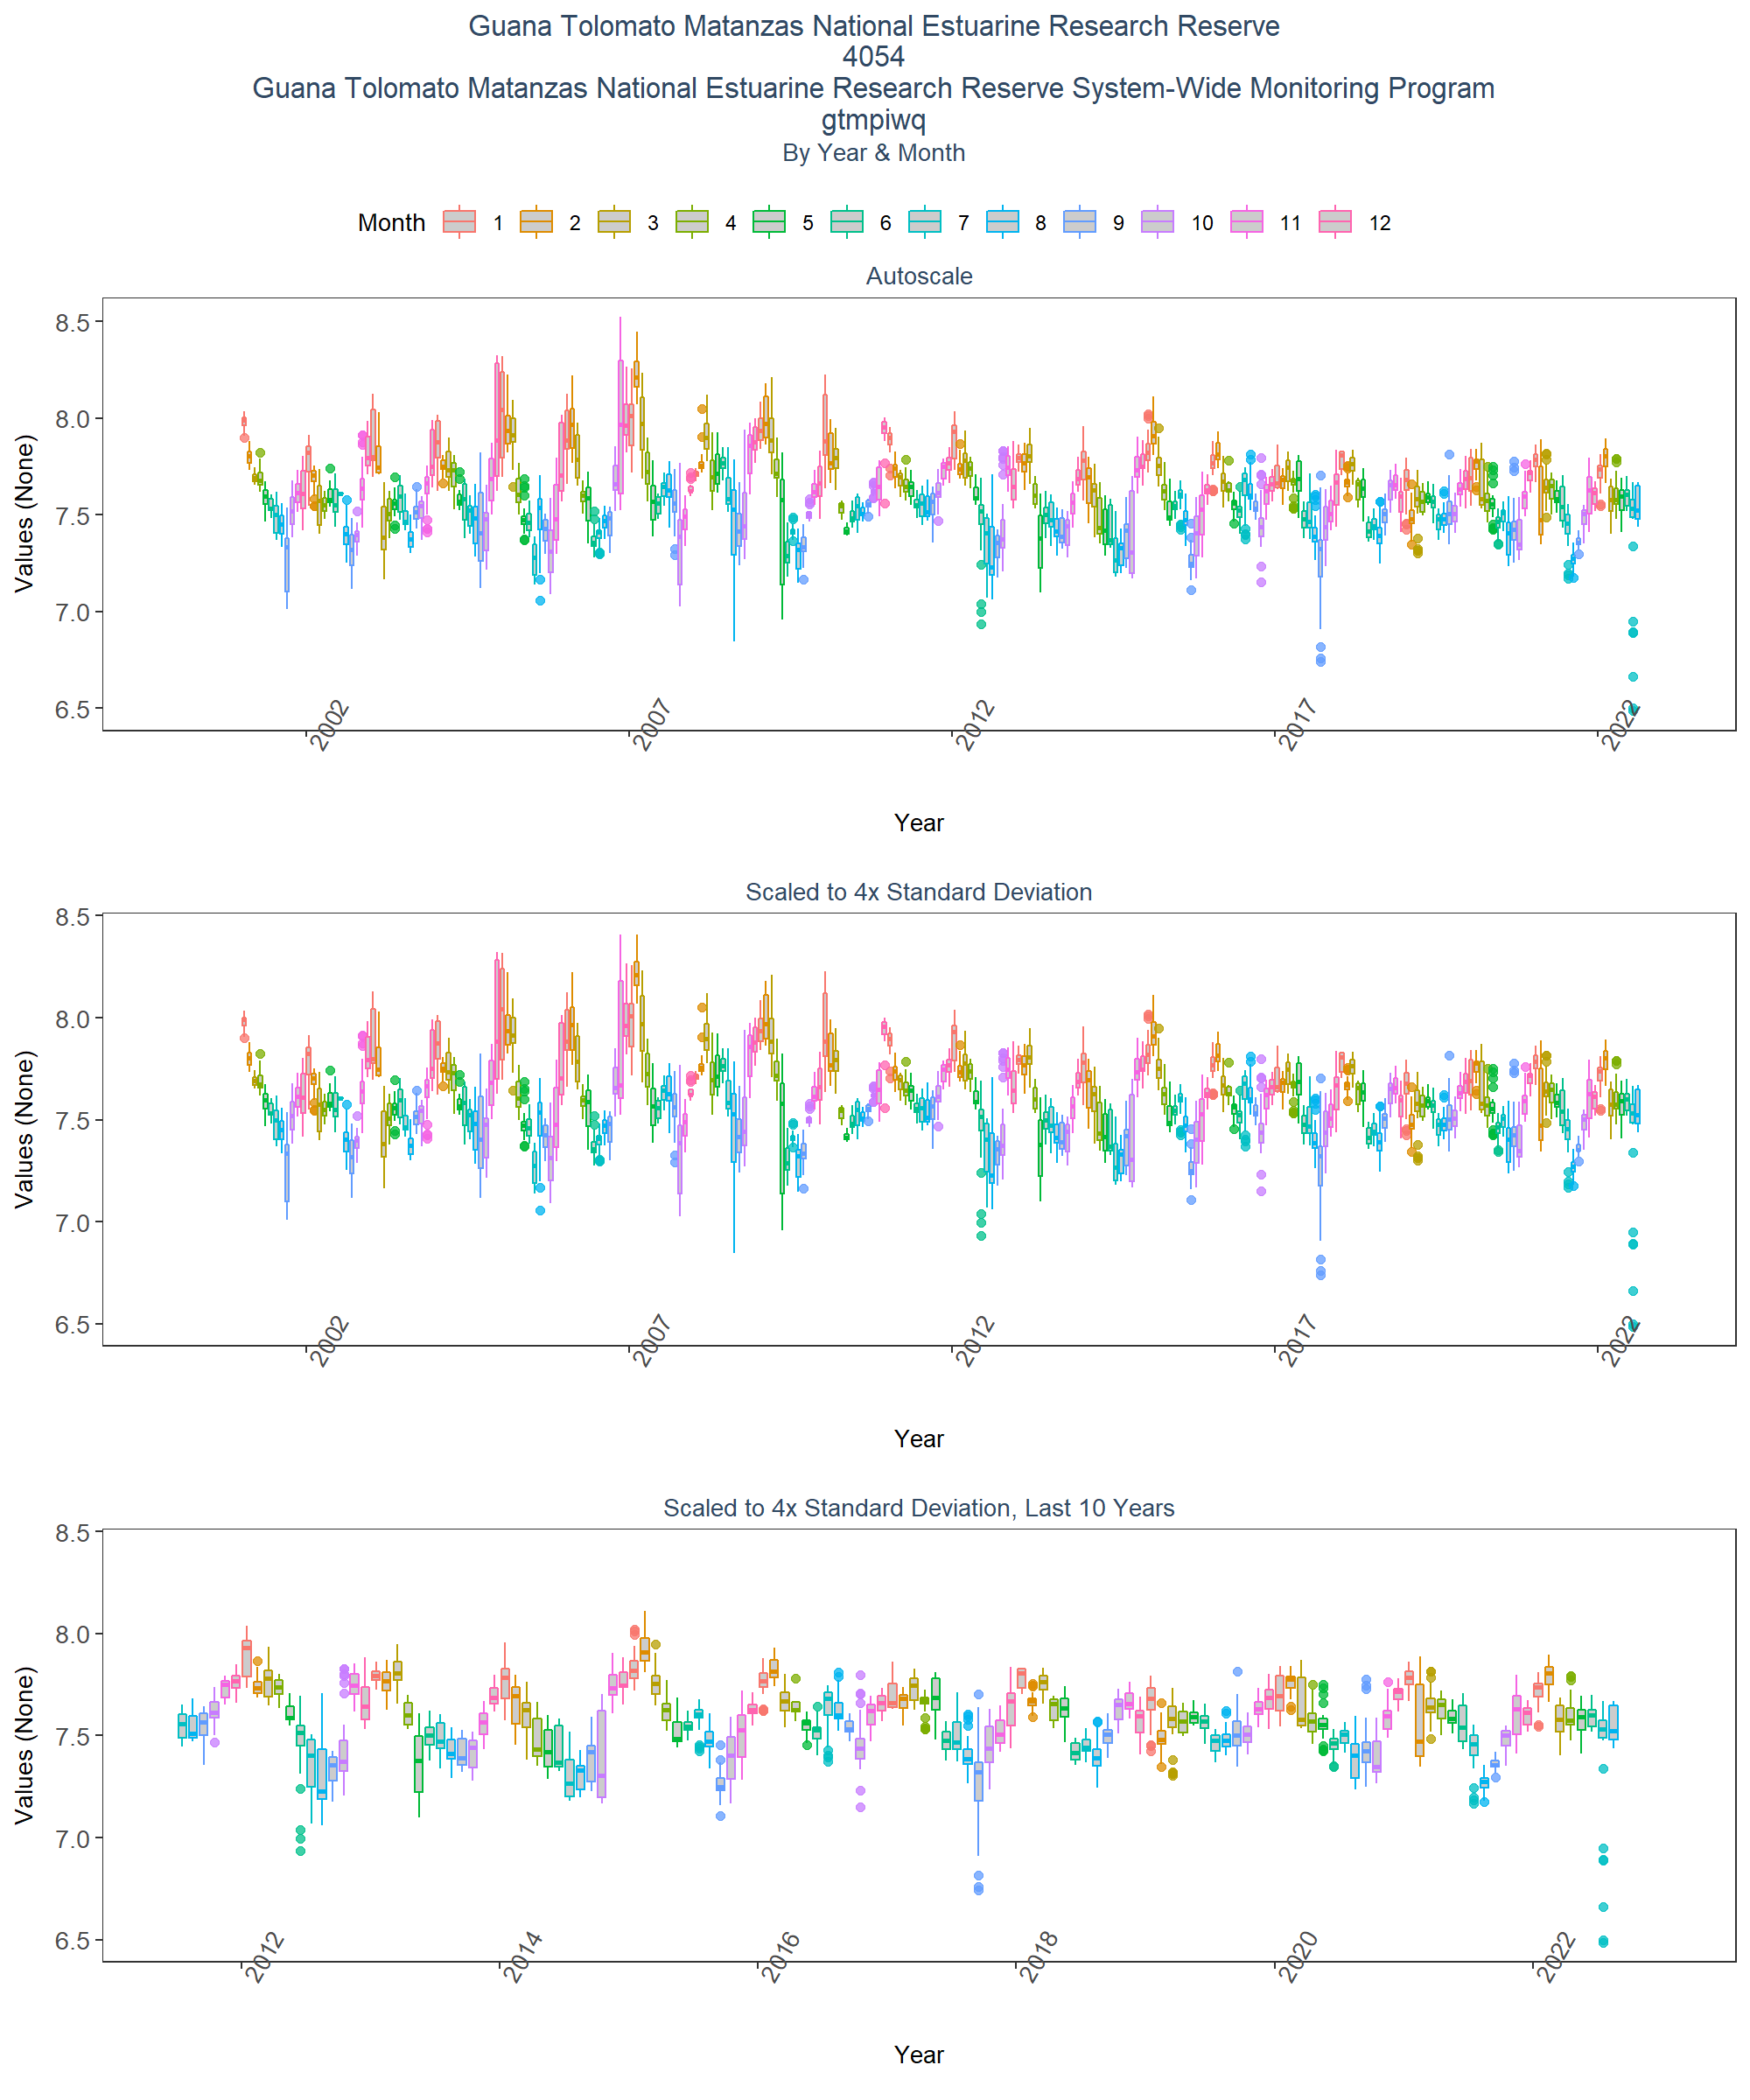 Guana Tolomato Matanzas National Estuarine Research Reserve
4054
Guana Tolomato Matanzas National Estuarine Research Reserve System-Wide Monitoring Program
gtmpiwq
By Year & Month
Month 1 2 3 4 5 6 7 8 9 10 11 12
Autoscale
Values (None)
8.5
8.0
7.5
7.0
6.5
2002 2007 2012 2017 2022
Year
Scaled to 4x Standard Deviation
Values (None)
8.5
8.0
7.5
7.0
6.5
2002 2007 2012 2017 2022
Year
Scaled to 4x Standard Deviation, Last 10 Years
Values (None)
8.5
8.0
7.5
7.0
6.5
2012 2014 2016 2018 2020 2022
Year